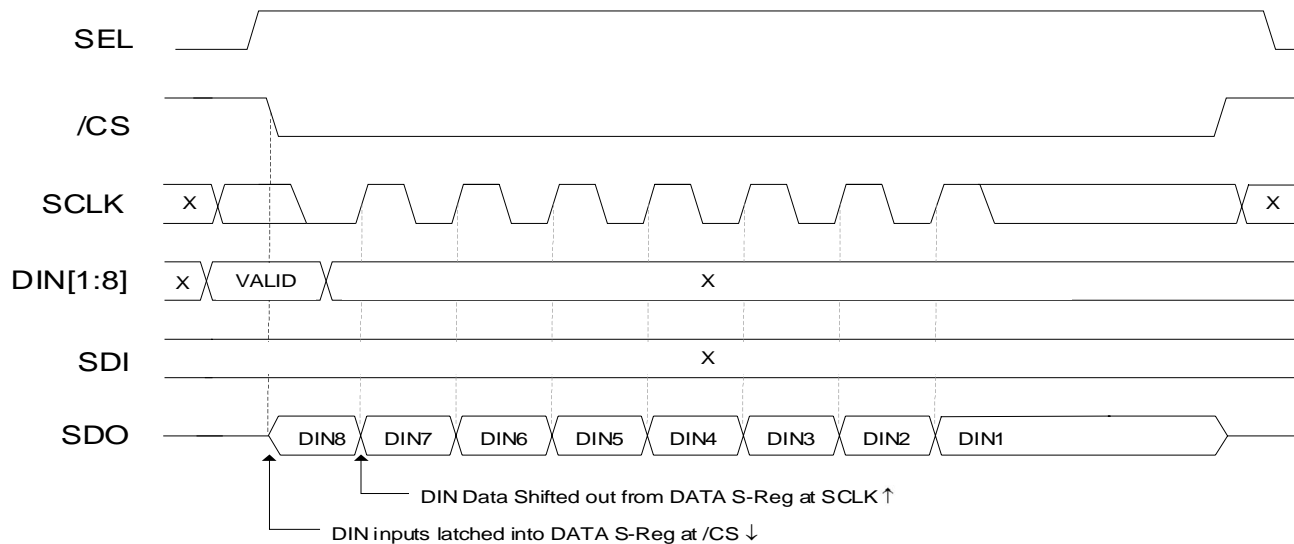 SEL
/CS
SCLK X X
DIN[1:8] X VALID X
SDI X
SDO DIN8 DIN7 DIN6 DIN5 DIN4 DIN3 DIN2 DIN1
DIN Data Shifted out from DATA S-Reg at SCLK ↑
DIN inputs latched into DATA S-Reg at /CS ↓